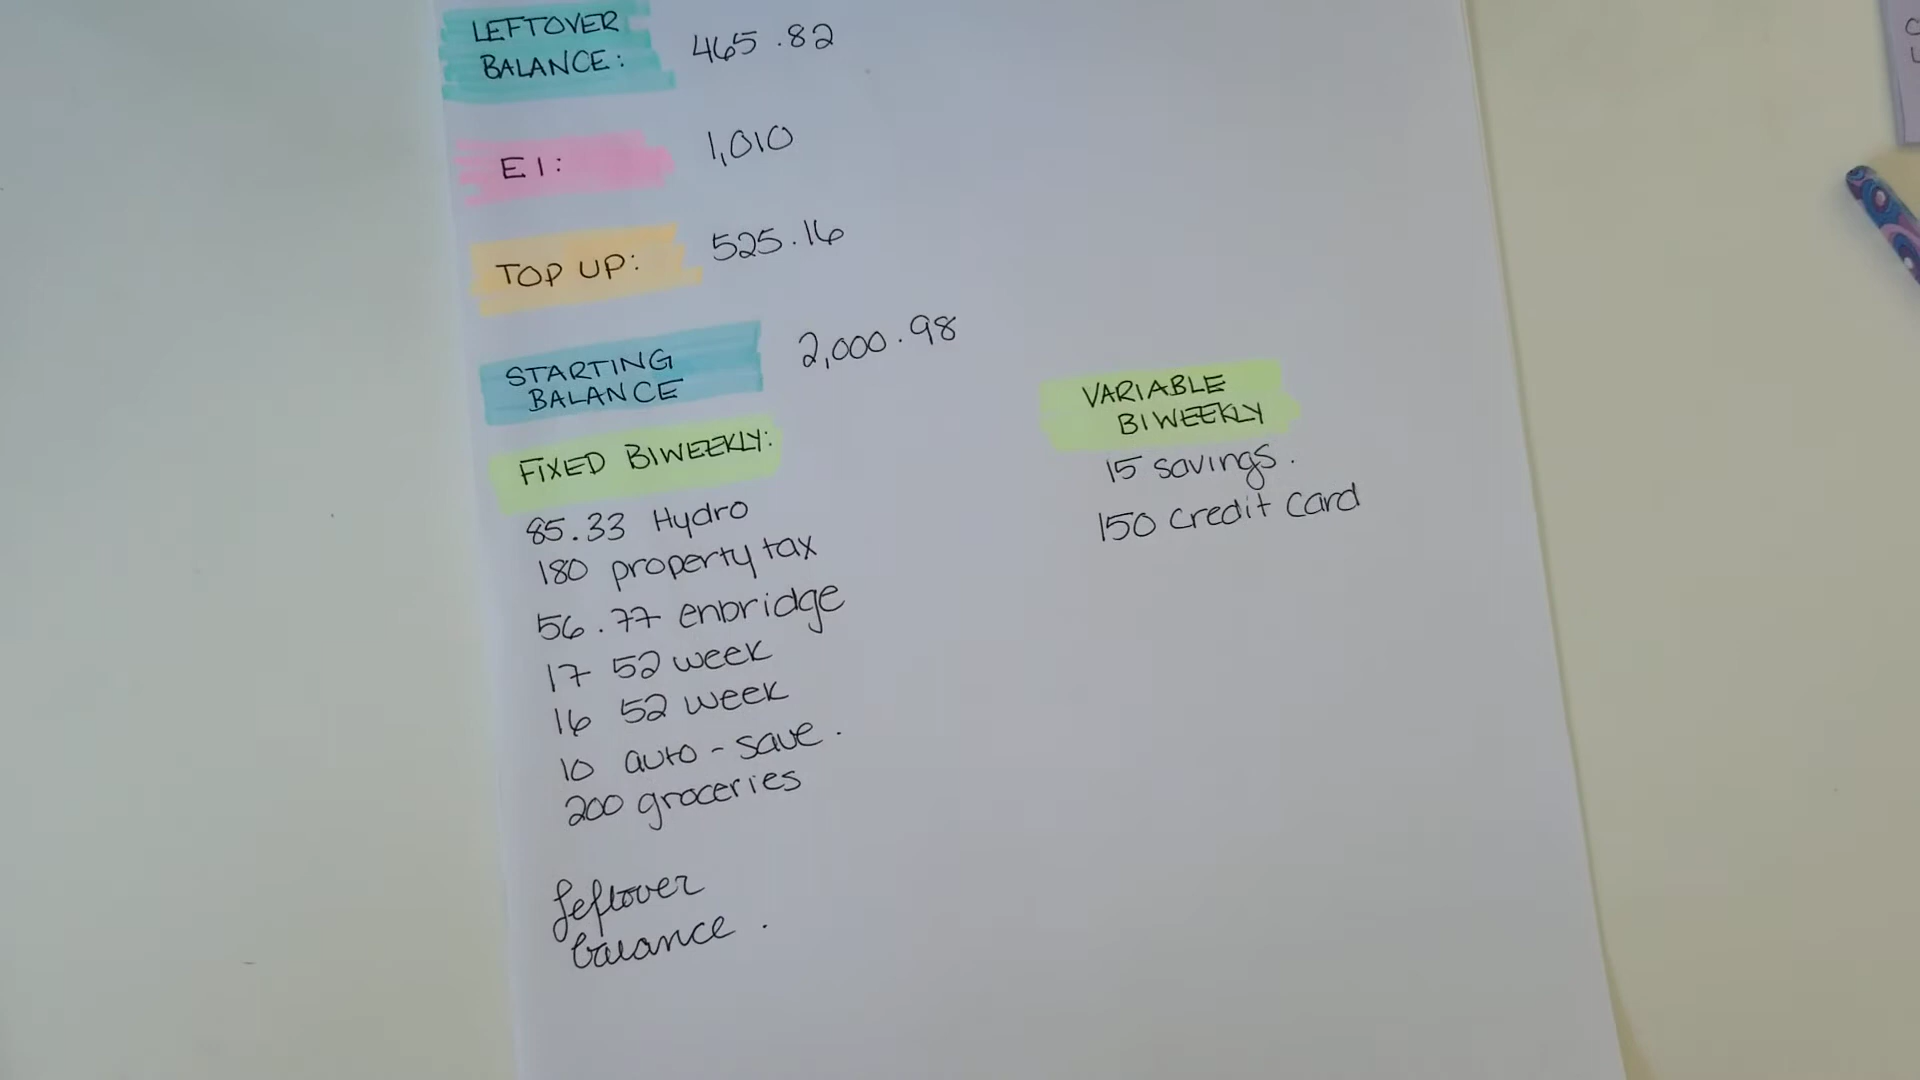 LEFTOVER
BALANCE: 465.82
EI: 1,010
TOP UP: 525.16
STARTING
BALANCE 2,000.98
FIXED BIWEEKLY:
85.33 Hydro
180 property tax
56.77 enbridge
17 52 week
16 52 week
10 auto-save.
200 groceries
leftover
balance.
VARIABLE
BIWEEKLY
15 savings.
150 credit card